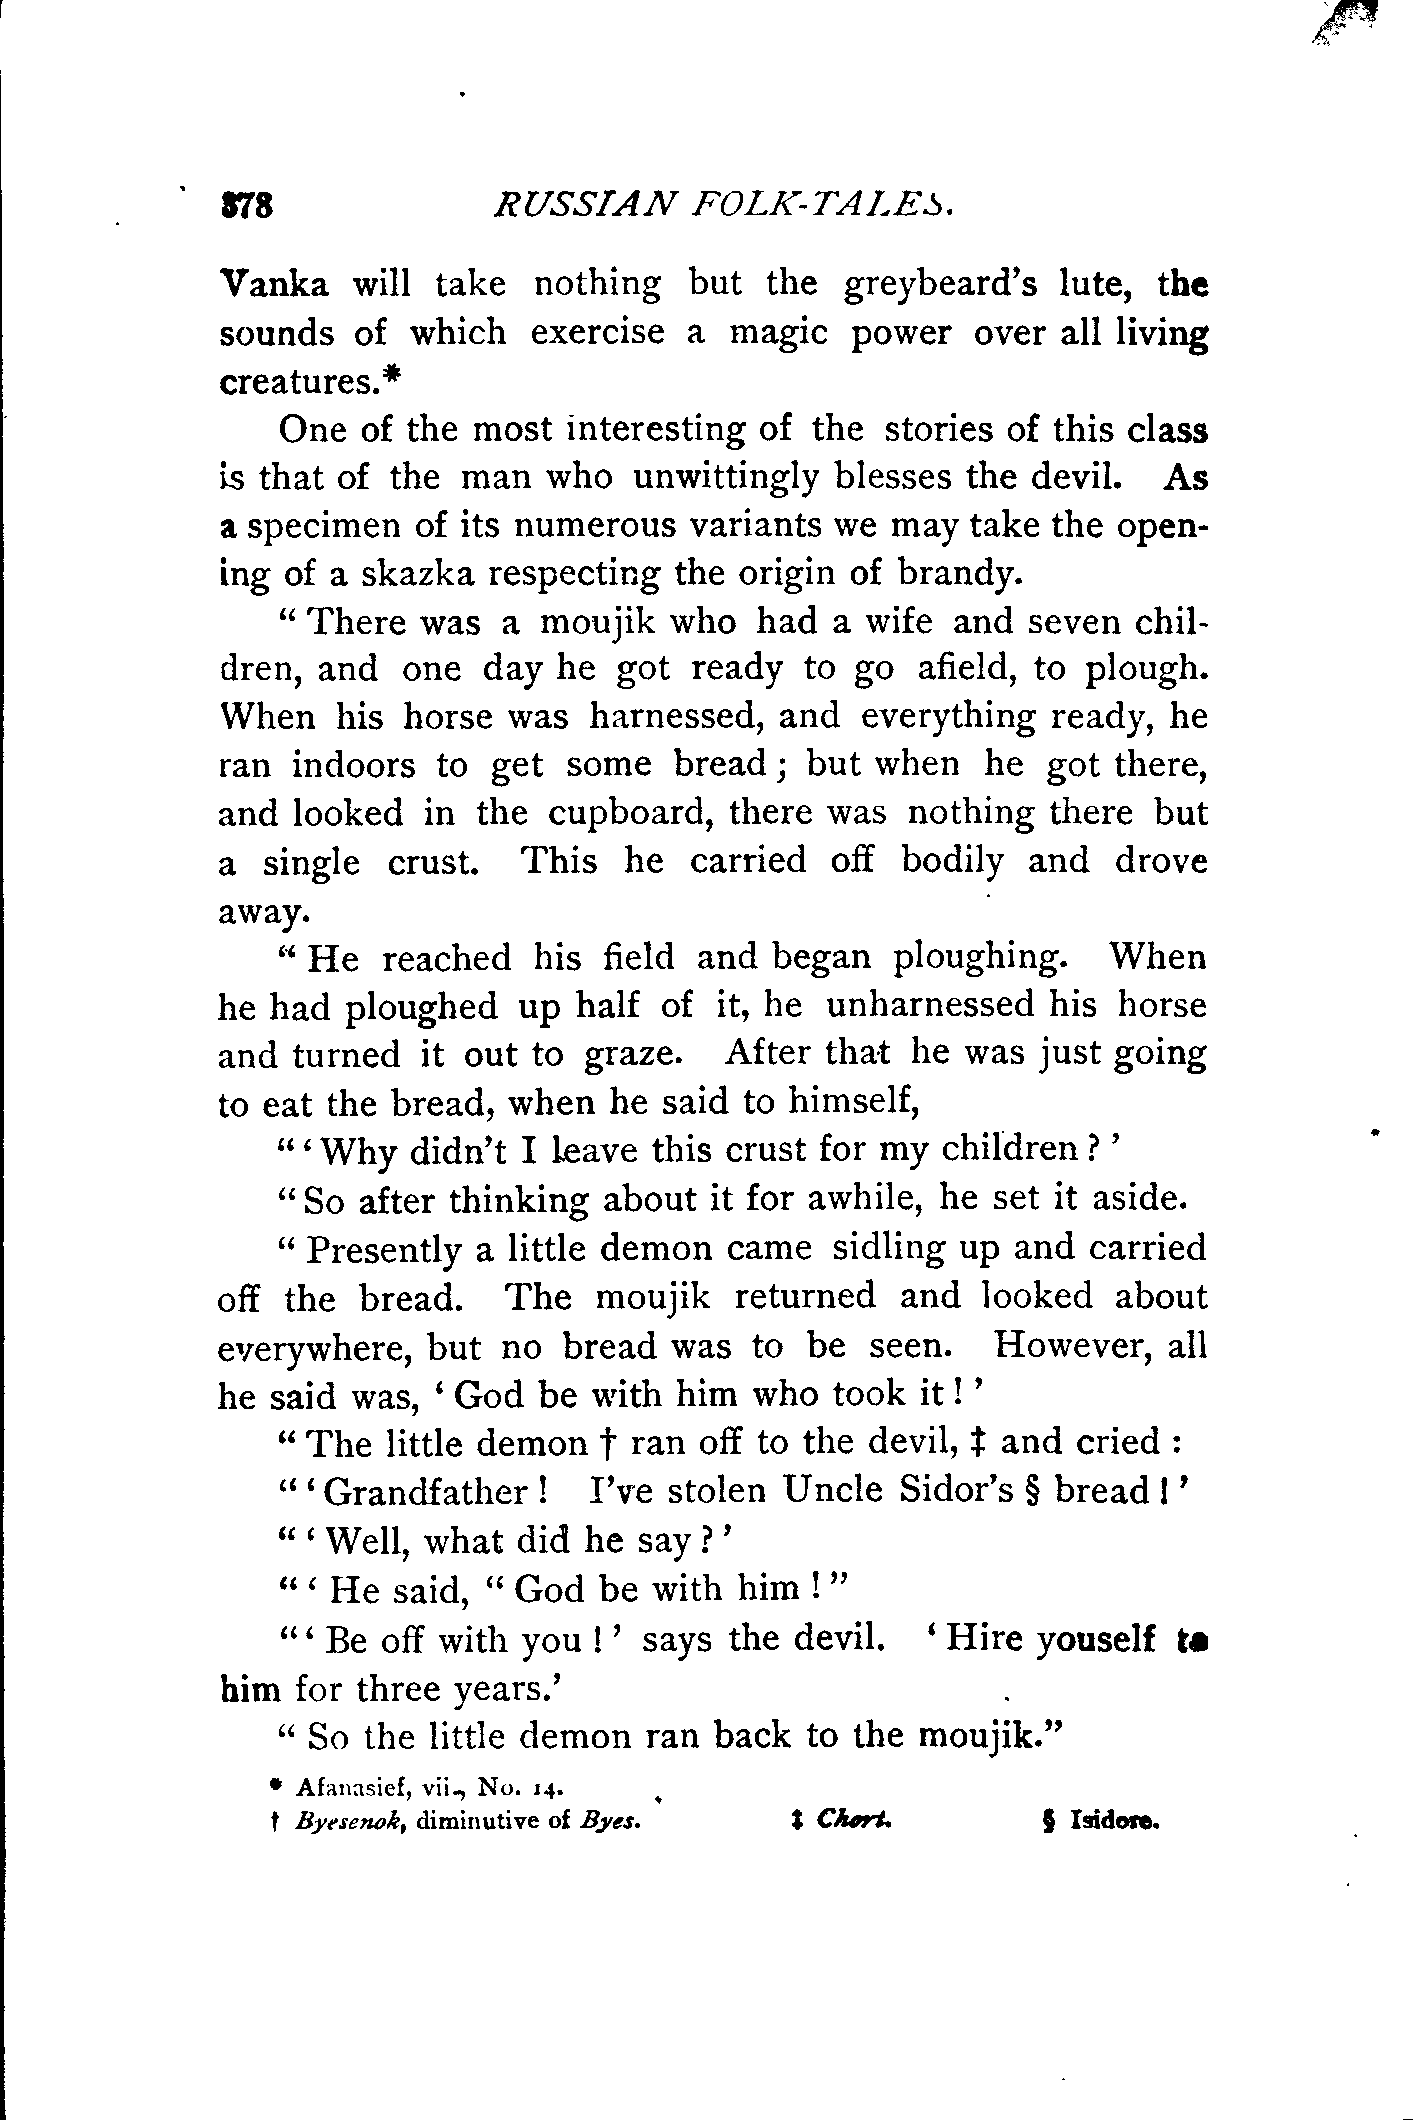 378 RUSSIAN FOLK-TALES.
Vanka will take nothing but the greybeard's lute, the
sounds of which exercise a magic power over all living
creatures.*
One of the most interesting of the stories of this class
is that of the man who unwittingly blesses the devil. As
a specimen of its numerous variants we may take the open-
ing of a skazka respecting the origin of brandy.
“ There was a moujik who had a wife and seven chil-
dren, and one day he got ready to go afield, to plough.
When his horse was harnessed, and everything ready, he
ran indoors to get some bread ; but when he got there,
and looked in the cupboard, there was nothing there but
a single crust. This he carried off bodily and drove
away.
“ He reached his field and began ploughing. When
he had ploughed up half of it, he unharnessed his horse
and turned it out to graze. After that he was just going
to eat the bread, when he said to himself,
“ ‘ Why didn't I leave this crust for my children ? ’
“ So after thinking about it for awhile, he set it aside.
“ Presently a little demon came sidling up and carried
off the bread. The moujik returned and looked about
everywhere, but no bread was to be seen. However, all
he said was, ‘ God be with him who took it ! ’
“ The little demon † ran off to the devil, ‡ and cried :
“ ‘ Grandfather ! I've stolen Uncle Sidor's § bread ! ’
“ ‘ Well, what did he say ? ’
“ ‘ He said, “ God be with him ! ”
“ ‘ Be off with you ! ’ says the devil. ‘ Hire youself to
him for three years.’
“ So the little demon ran back to the moujik.”
* Afanasief, vii., No. 14.
† Byesenok, diminutive of Byes. ‡ Chort. § Isidore.